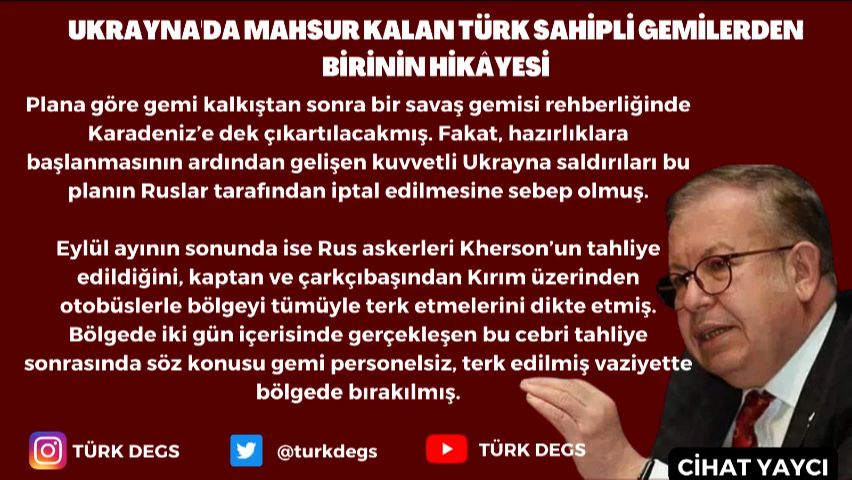 UKRAYNA'DA MAHSUR KALAN TÜRK SAHİPLİ GEMİLERDEN
BİRİNİN HİKÂYESİ
Plana göre gemi kalkıştan sonra bir savaş gemisi rehberliğinde
Karadeniz’e dek çıkartılacakmış. Fakat, hazırlıklara
başlanmasının ardından gelişen kuvvetli Ukrayna saldırıları bu
planın Ruslar tarafından iptal edilmesine sebep olmuş.
Eylül ayının sonunda ise Rus askerleri Kherson’un tahliye
edildiğini, kaptan ve çarkçıbaşından Kırım üzerinden
otobüslerle bölgeyi tümüyle terk etmelerini dikte etmiş.
Bölgede iki gün içerisinde gerçekleşen bu cebri tahliye
sonrasında söz konusu gemi personelsiz, terk edilmiş vaziyette
bölgede bırakılmış.
TÜRK DEGS
@turkdegs
TÜRK DEGS
CİHAT YAYCI